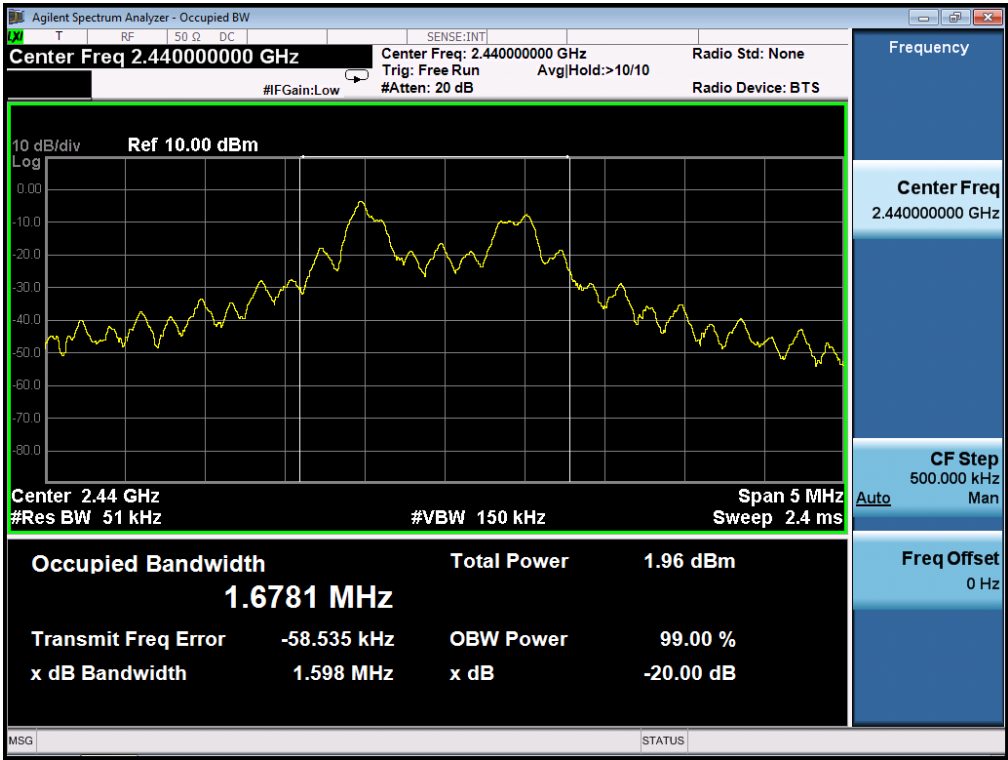 Agilent Spectrum Analyzer - Occupied BW
LXI T RF 50 Ω DC SENSE:INT
Center Freq 2.440000000 GHz
#IFGain:Low
Center Freq: 2.440000000 GHz
Trig: Free Run Avg|Hold:>10/10
#Atten: 20 dB
Radio Std: None
Radio Device: BTS
10 dB/div Ref 10.00 dBm
Log
0.00
-10.0
-20.0
-30.0
-40.0
-50.0
-60.0
-70.0
-80.0
Center 2.44 GHz Span 5 MHz
#Res BW 51 kHz #VBW 150 kHz Sweep 2.4 ms
Occupied Bandwidth Total Power 1.96 dBm
1.6781 MHz
Transmit Freq Error -58.535 kHz OBW Power 99.00 %
x dB Bandwidth 1.598 MHz x dB -20.00 dB
MSG STATUS
Frequency
Center Freq
2.440000000 GHz
CF Step
500.000 kHz
Auto Man
Freq Offset
0 Hz